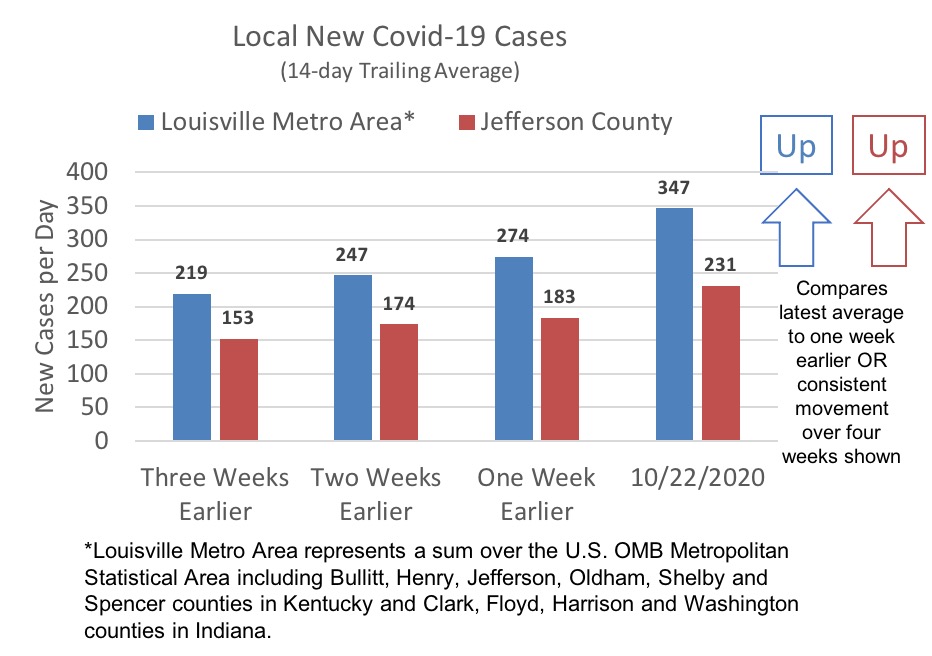 Local New Covid-19 Cases
(14-day Trailing Average)
Louisville Metro Area* Jefferson County
Up Up
New Cases per Day
400
350
300
250
200
150
100
50
0
219 153 247 174 274 183 347 231
Three Weeks Two Weeks One Week 10/22/2020
Earlier Earlier Earlier
Compares
latest average
to one week
earlier OR
consistent
movement
over four
weeks shown
*Louisville Metro Area represents a sum over the U.S. OMB Metropolitan
Statistical Area including Bullitt, Henry, Jefferson, Oldham, Shelby and
Spencer counties in Kentucky and Clark, Floyd, Harrison and Washington
counties in Indiana.